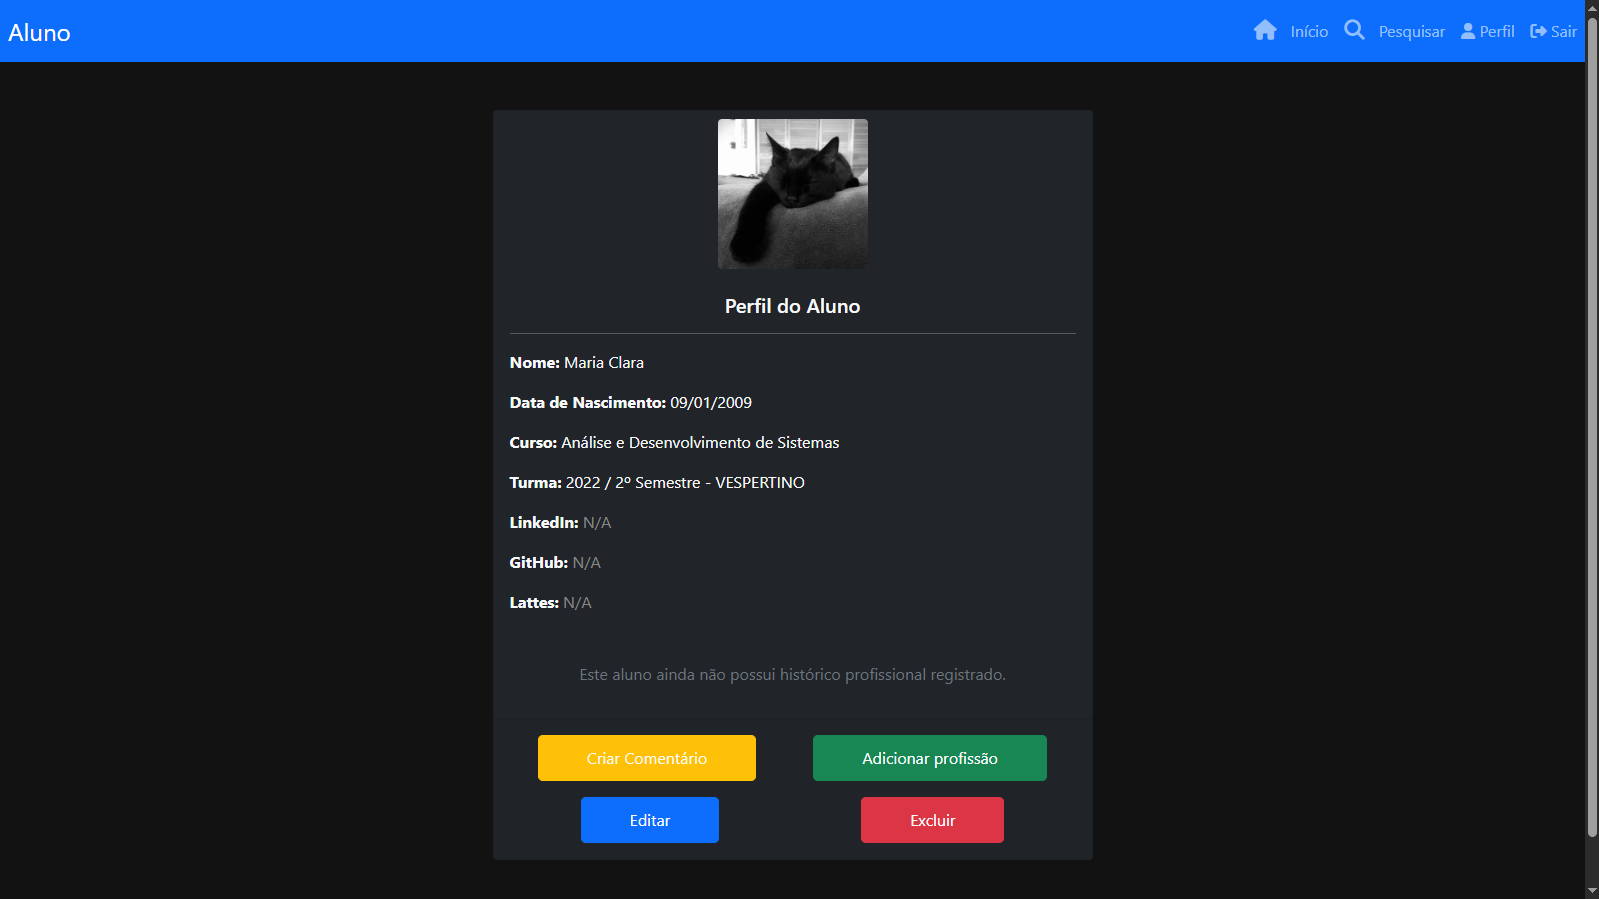 Aluno
Início
Pesquisar
Perfil
Sair
Perfil do Aluno
Nome: Maria Clara
Data de Nascimento: 09/01/2009
Curso: Análise e Desenvolvimento de Sistemas
Turma: 2022 / 2º Semestre - VESPERTINO
LinkedIn: N/A
GitHub: N/A
Lattes: N/A
Este aluno ainda não possui histórico profissional registrado.
Criar Comentário
Adicionar profissão
Editar
Excluir